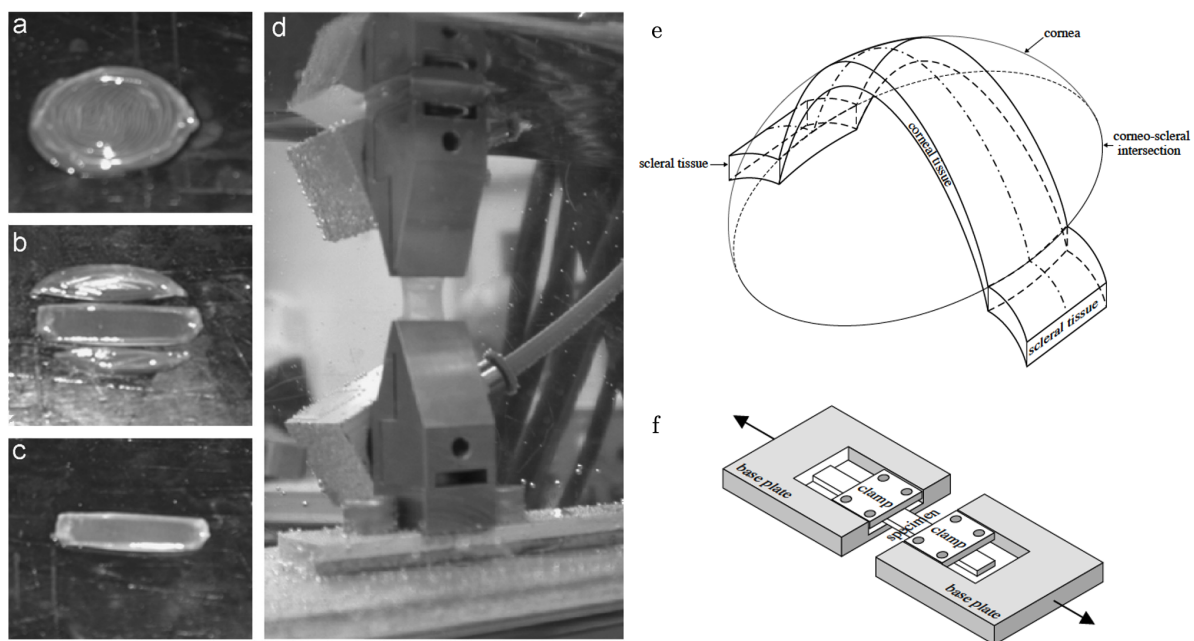 a
b
c
d
e
cornea
corneo-scleral
intersection
scleral tissue
corneal tissue
scleral tissue
f
base plate
clamp
specimen
clamp
base plate